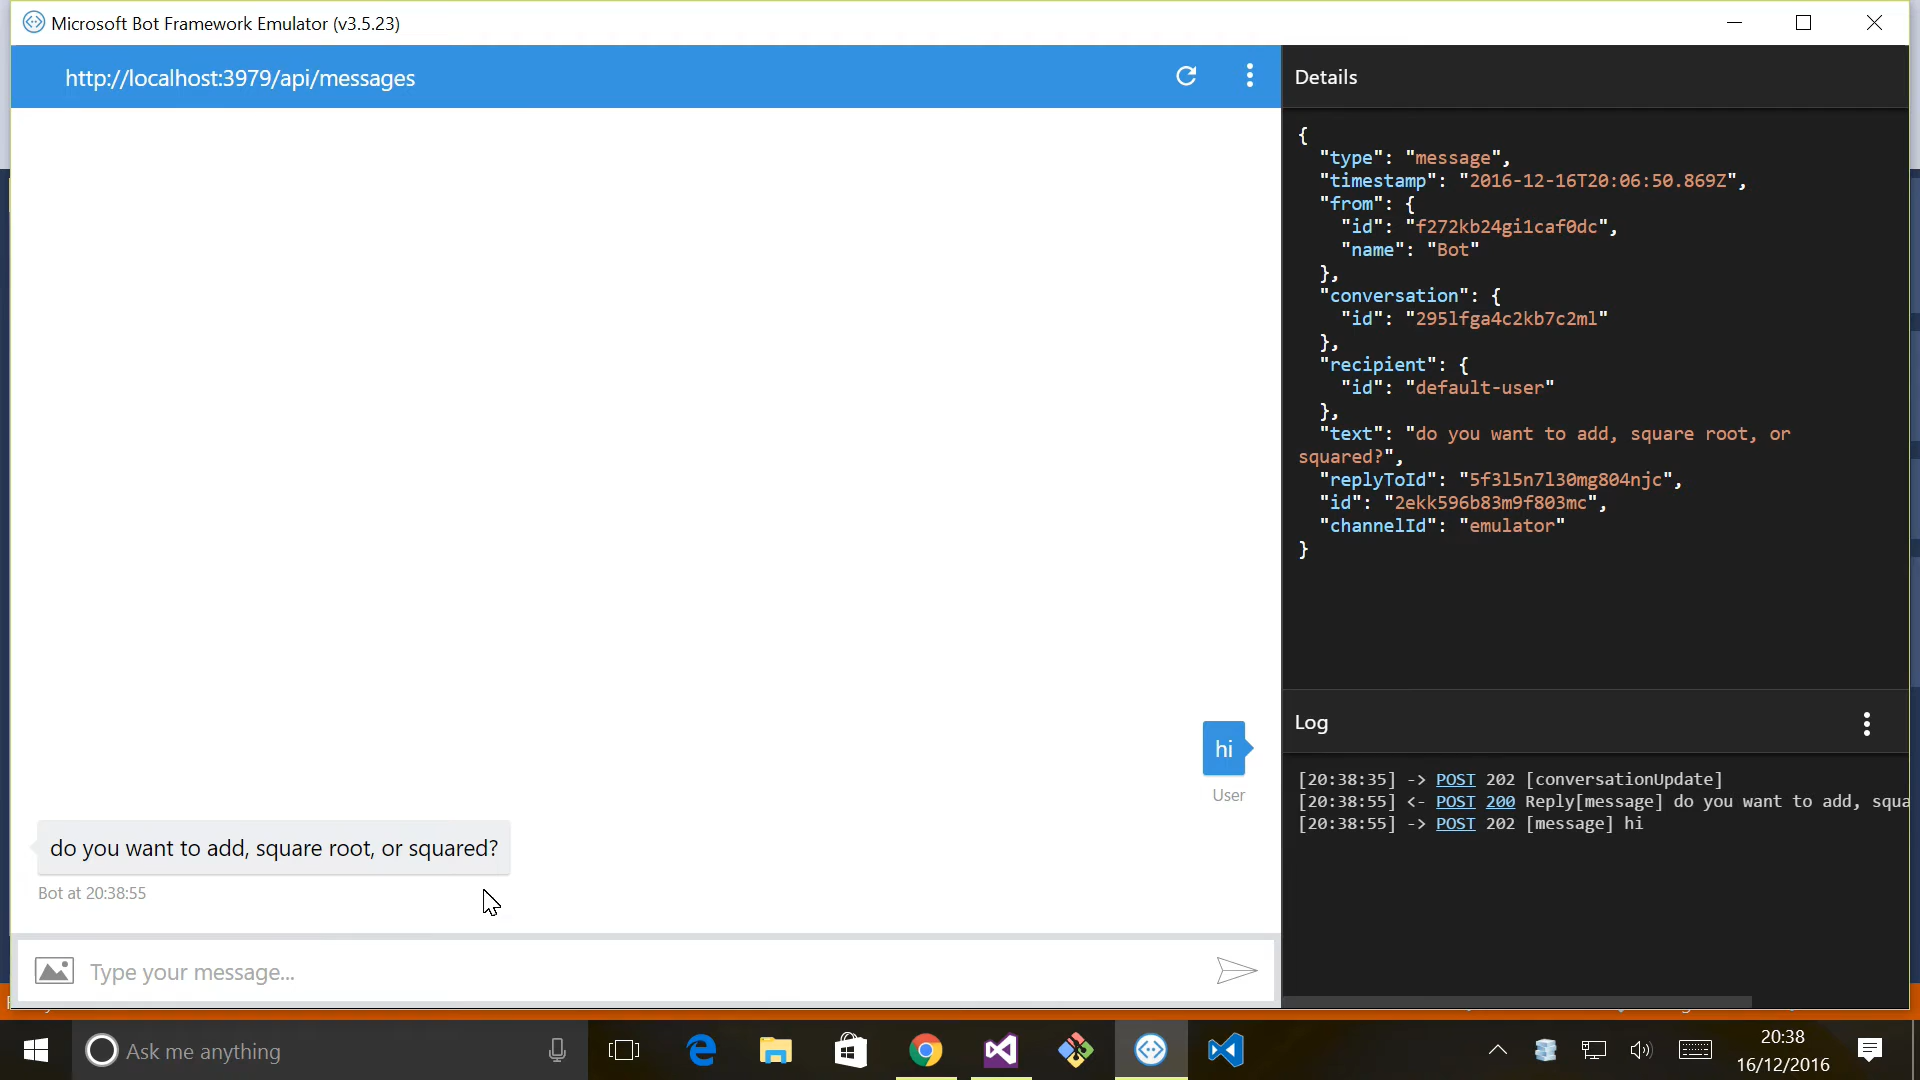 Microsoft Bot Framework Emulator (v3.5.23)
http://localhost:3979/api/messages
hi
User
do you want to add, square root, or squared?
Bot at 20:38:55
Type your message...
Details
{
"type": "message",
"timestamp": "2016-12-16T20:06:50.869Z",
"from": {
"id": "f272kb24gi1caf0dc",
"name": "Bot"
},
"conversation": {
"id": "295lfga4c2kb7c2ml"
},
"recipient": {
"id": "default-user"
},
"text": "do you want to add, square root, or
squared?",
"replyToId": "5f3l5n7l30mg804njc",
"id": "2ekk596b83m9f803mc",
"channelId": "emulator"
}
Log
[20:38:35] -> POST 202 [conversationUpdate]
[20:38:55] <- POST 200 Reply[message] do you want to add, squa
[20:38:55] -> POST 202 [message] hi
Ask me anything
20:38
16/12/2016